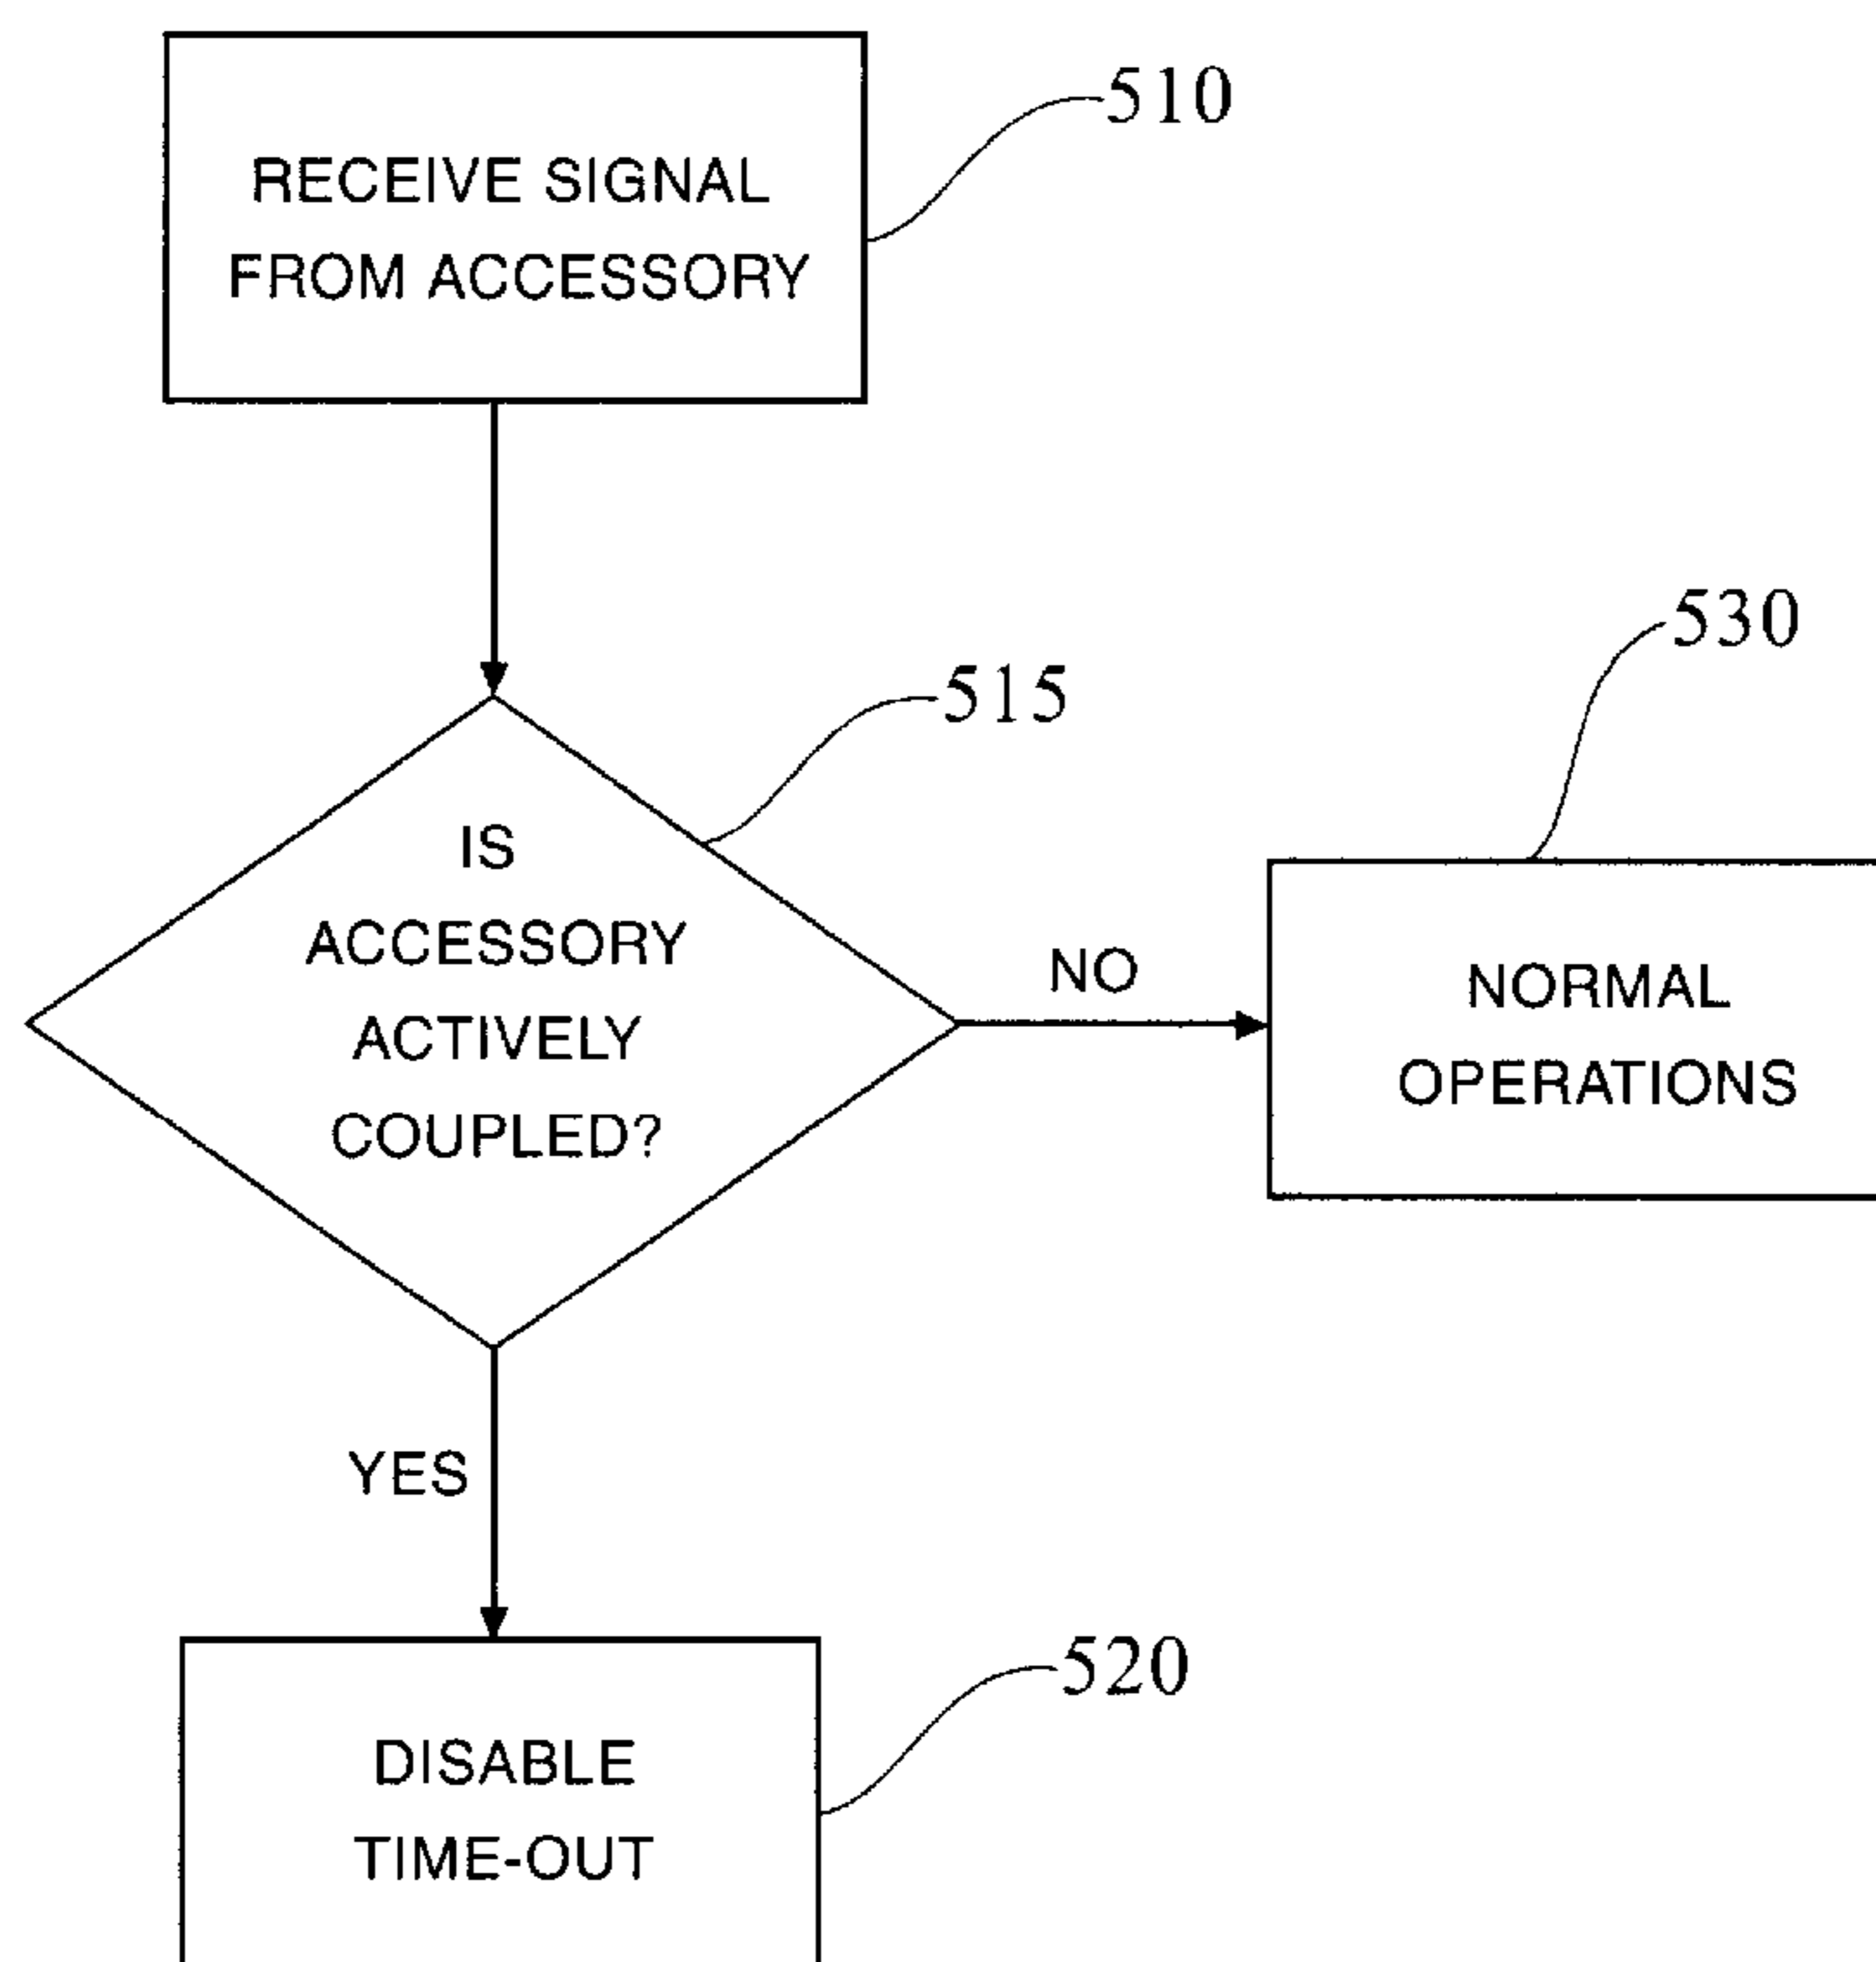 510
RECEIVE SIGNAL
FROM ACCESSORY
530
515
IS
ACCESSORY
ACTIVELY
COUPLED?
NO
NORMAL
OPERATIONS
YES
520
DISABLE
TIME-OUT